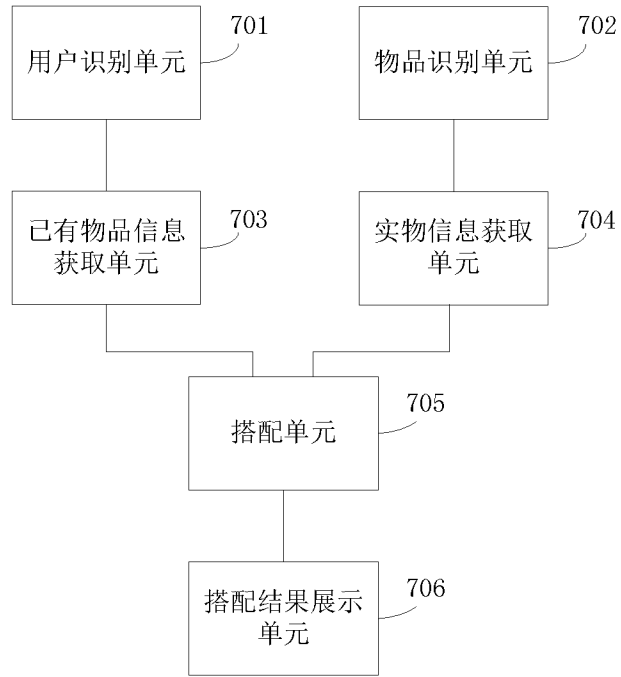 701
用户识别单元
702
物品识别单元
703
已有物品信息
获取单元
704
实物信息获取
单元
705
搭配单元
706
搭配结果展示
单元